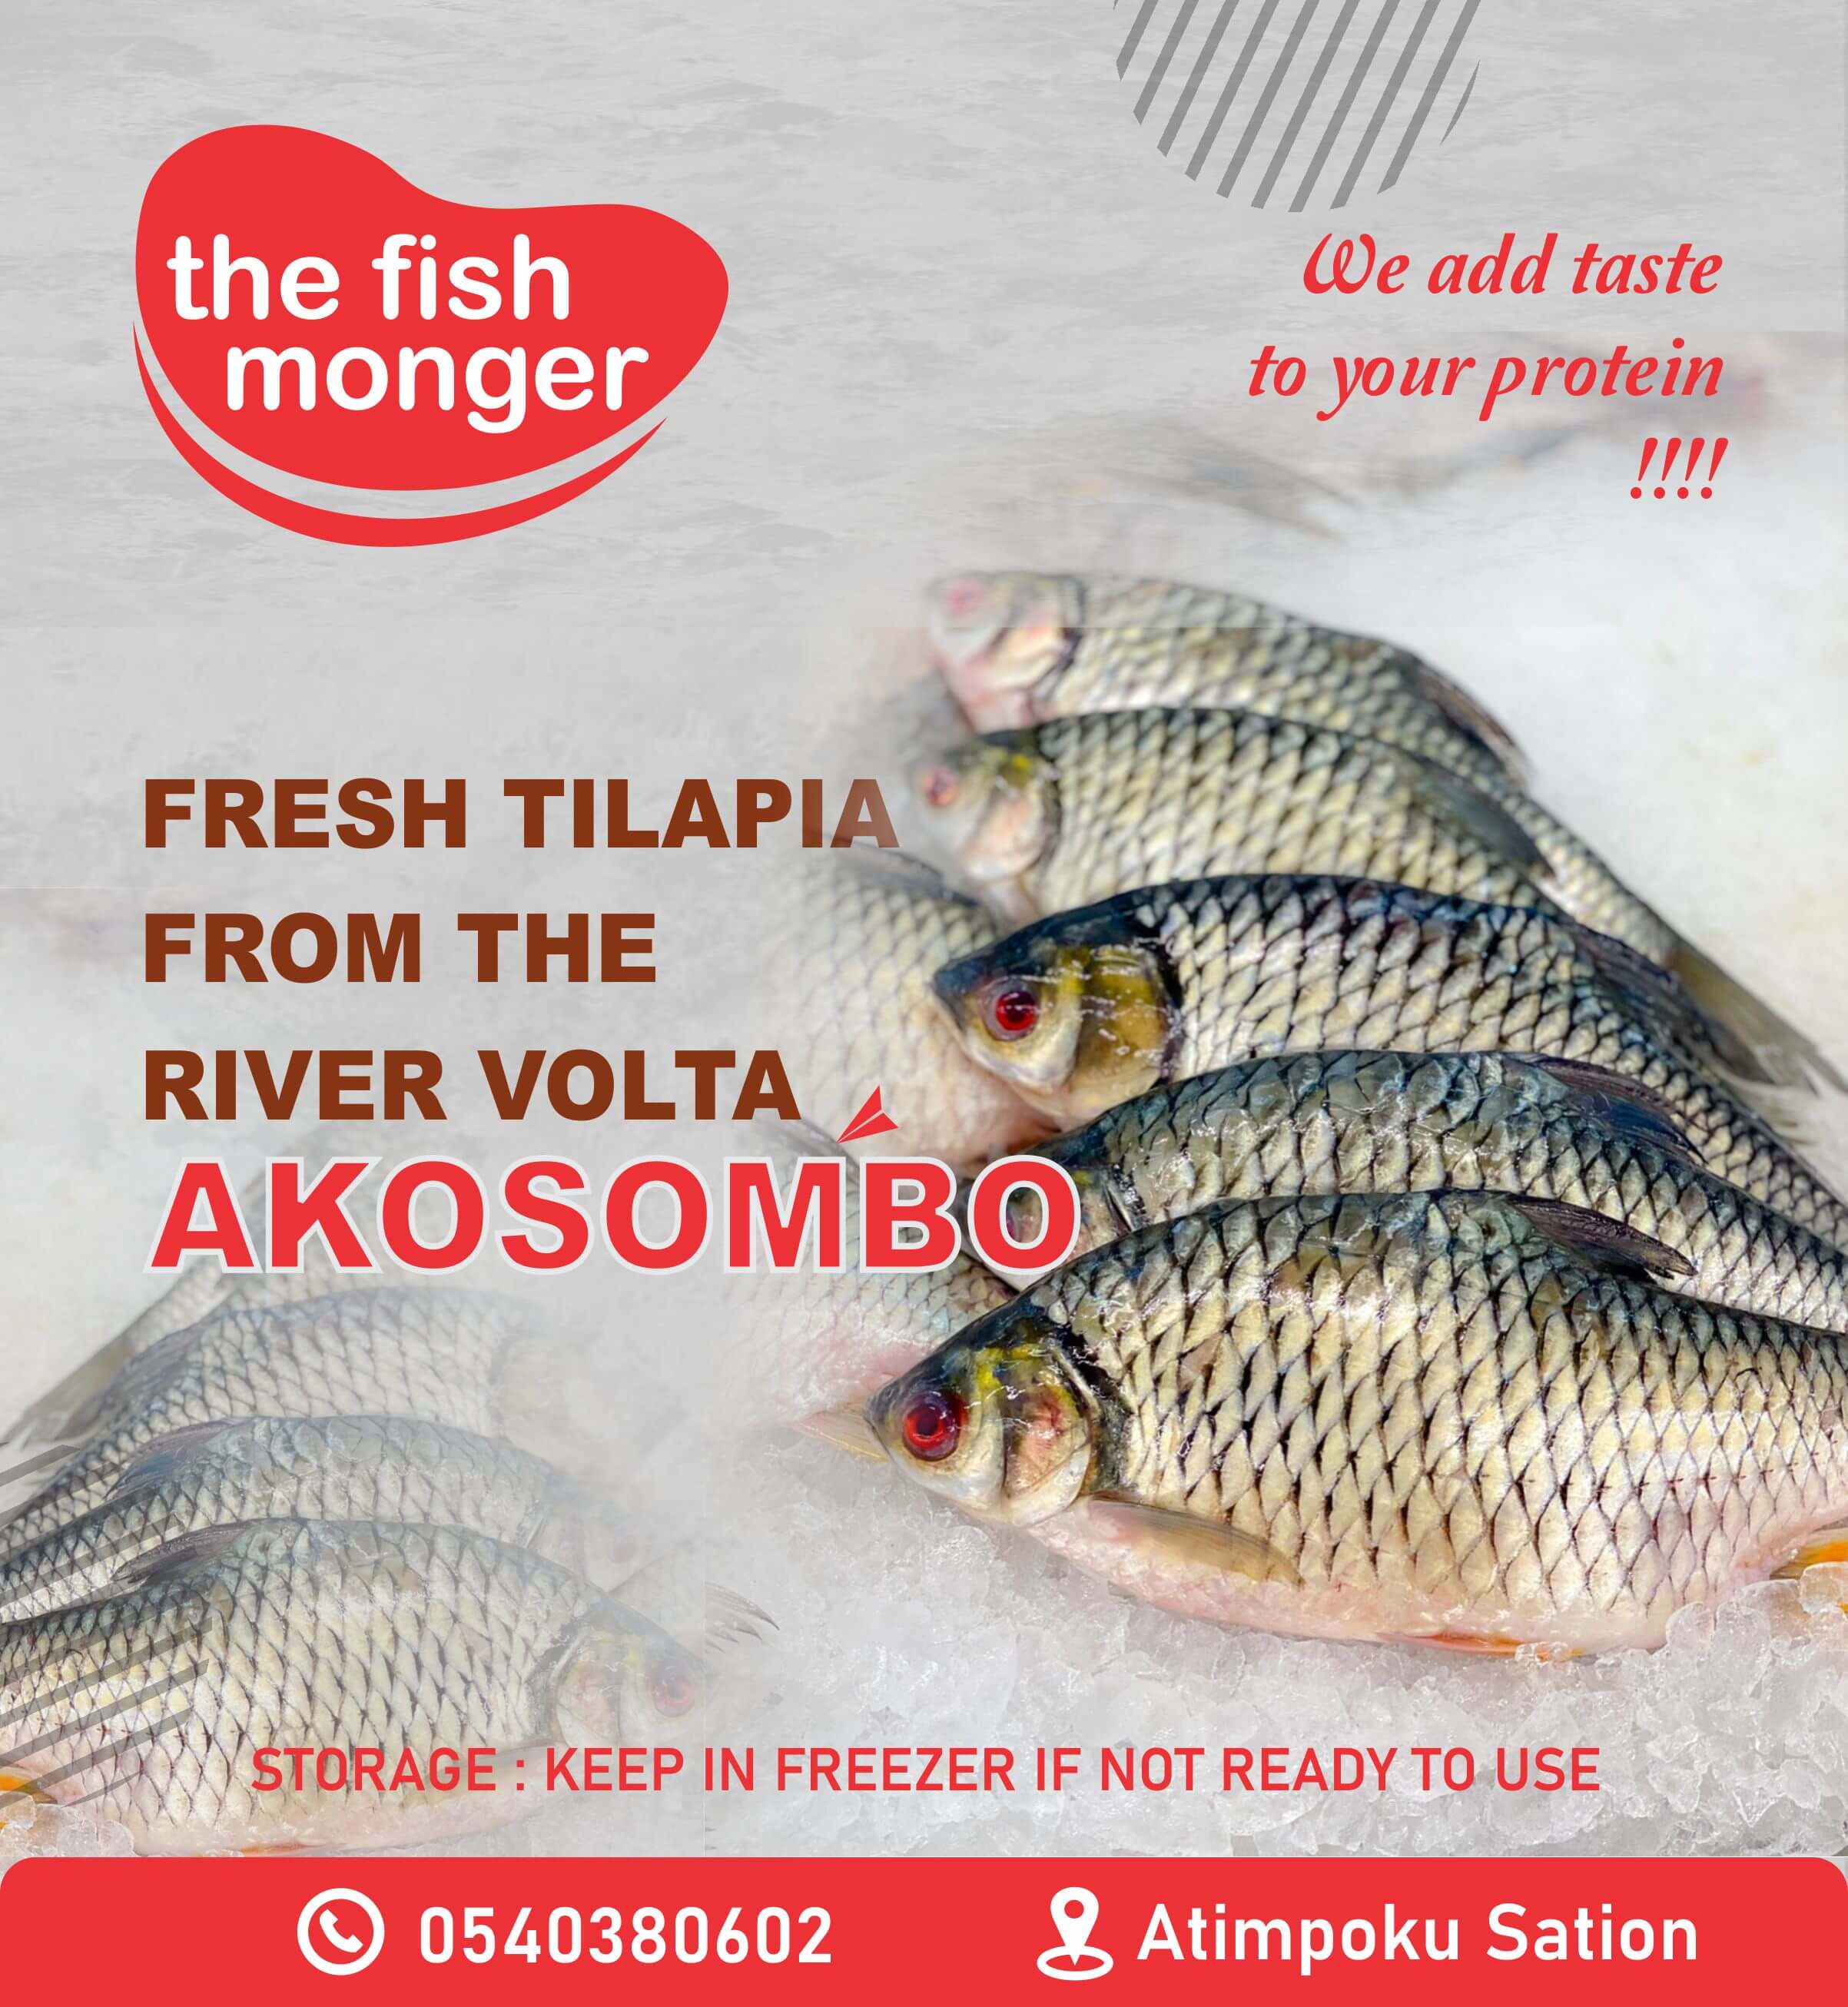 the fish
monger
We add taste
to your protein
!!!!
FRESH TILAPIA
FROM THE
RIVER VOLTA
AKOSOMBO
STORAGE : KEEP IN FREEZER IF NOT READY TO USE
0540380602
Atimpoku Sation